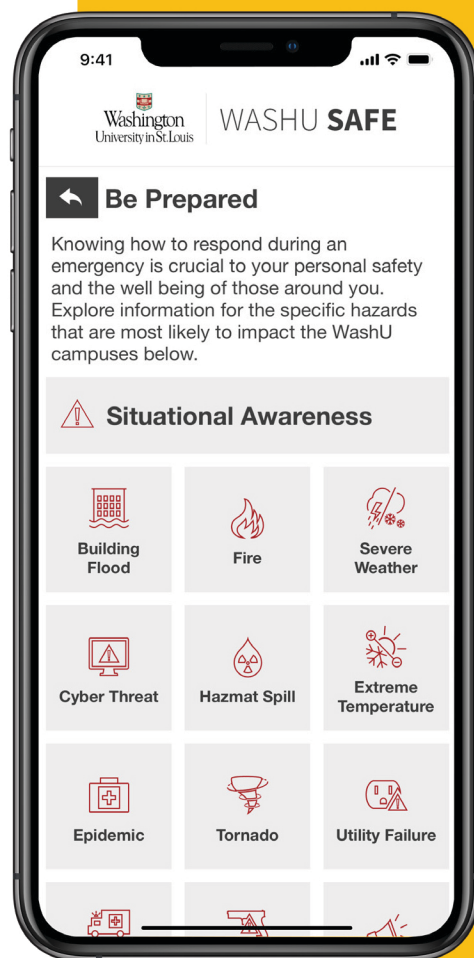 9:41
Washington
University in St. Louis
WASHU SAFE
Be Prepared
Knowing how to respond during an
emergency is crucial to your personal safety
and the well being of those around you.
Explore information for the specific hazards
that are most likely to impact the WashU
campuses below.
Situational Awareness
Building
Flood
Fire
Severe
Weather
Cyber Threat
Hazmat Spill
Extreme
Temperature
Epidemic
Tornado
Utility Failure